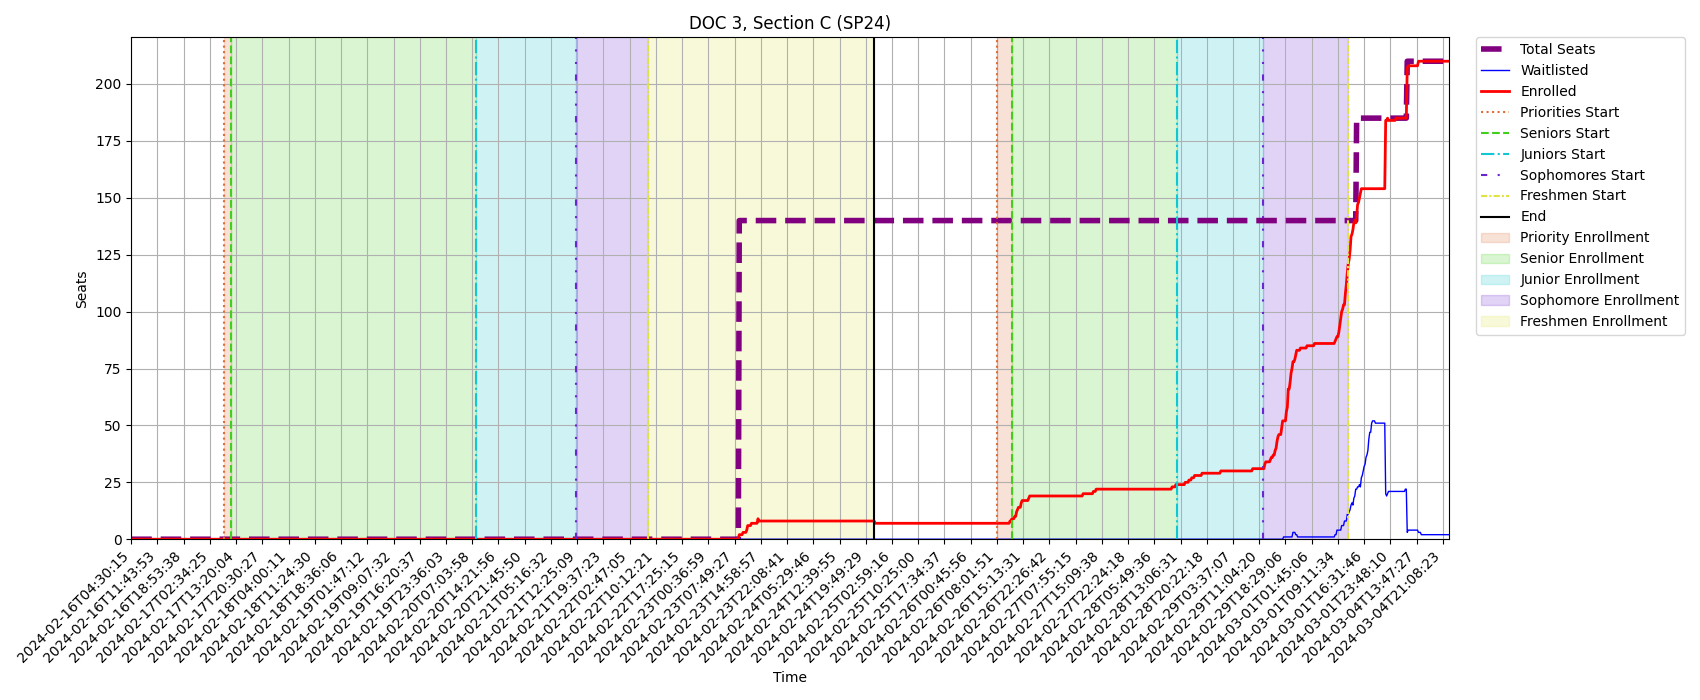 DOC 3, Section C (SP24)
Seats
200
175
150
125
100
75
50
25
0
2024-02-16T04:30:15
2024-02-16T11:43:53
2024-02-16T18:53:38
2024-02-17T02:34:25
2024-02-17T13:20:04
2024-02-17T20:30:27
2024-02-18T04:00:11
2024-02-18T11:24:30
2024-02-18T18:36:06
2024-02-19T01:47:12
2024-02-19T09:07:32
2024-02-19T16:20:37
2024-02-19T23:36:03
2024-02-20T07:03:58
2024-02-20T14:21:56
2024-02-20T21:45:50
2024-02-21T05:16:32
2024-02-21T12:25:09
2024-02-21T19:37:23
2024-02-22T02:47:05
2024-02-22T10:12:21
2024-02-22T17:25:15
2024-02-23T00:36:59
2024-02-23T07:49:27
2024-02-23T14:58:57
2024-02-23T22:08:41
2024-02-24T05:29:46
2024-02-24T12:39:55
2024-02-24T19:49:29
2024-02-25T02:59:16
2024-02-25T10:25:00
2024-02-25T17:34:37
2024-02-26T00:45:56
2024-02-26T08:01:51
2024-02-26T15:13:31
2024-02-26T22:26:42
2024-02-27T07:55:15
2024-02-27T15:09:38
2024-02-27T22:24:18
2024-02-28T05:49:36
2024-02-28T13:06:31
2024-02-28T20:22:18
2024-02-29T03:37:07
2024-02-29T11:04:20
2024-02-29T18:29:06
2024-03-01T01:45:06
2024-03-01T09:11:34
2024-03-01T16:31:46
2024-03-01T23:48:10
2024-03-04T13:47:27
2024-03-04T21:08:23
Time
Total Seats
Waitlisted
Enrolled
Priorities Start
Seniors Start
Juniors Start
Sophomores Start
Freshmen Start
End
Priority Enrollment
Senior Enrollment
Junior Enrollment
Sophomore Enrollment
Freshmen Enrollment